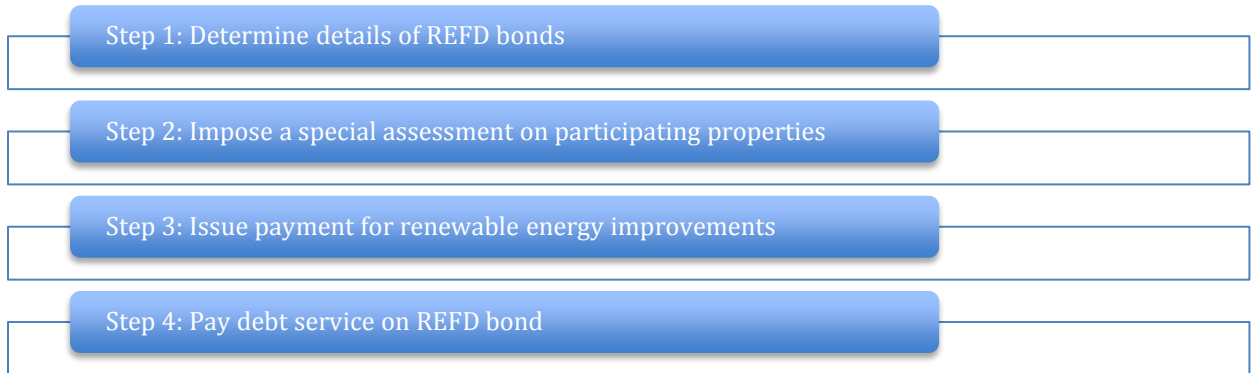 Step 1: Determine details of REFD bonds
Step 2: Impose a special assessment on participating properties
Step 3: Issue payment for renewable energy improvements
Step 4: Pay debt service on REFD bond